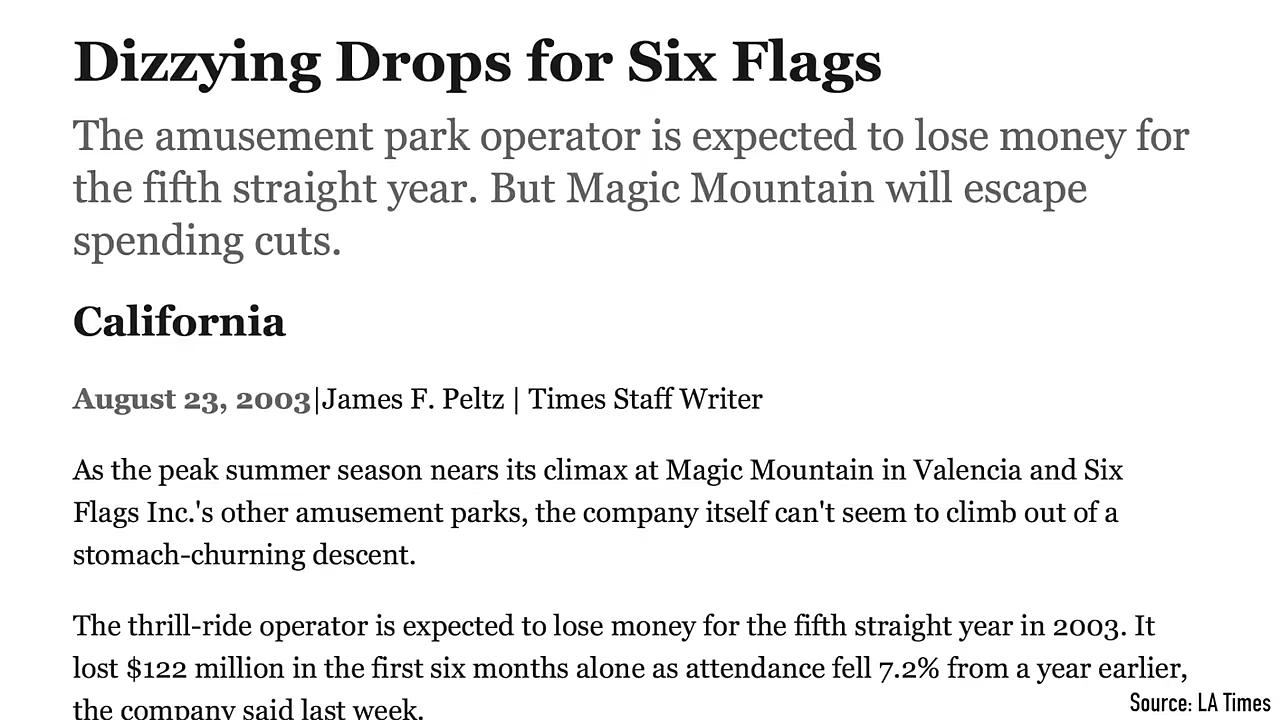 Dizzying Drops for Six Flags
The amusement park operator is expected to lose money for
the fifth straight year. But Magic Mountain will escape
spending cuts.
California
August 23, 2003|James F. Peltz | Times Staff Writer
As the peak summer season nears its climax at Magic Mountain in Valencia and Six
Flags Inc.'s other amusement parks, the company itself can't seem to climb out of a
stomach-churning descent.
The thrill-ride operator is expected to lose money for the fifth straight year in 2003. It
lost $122 million in the first six months alone as attendance fell 7.2% from a year earlier,
the company said last week.
Source: LA Times